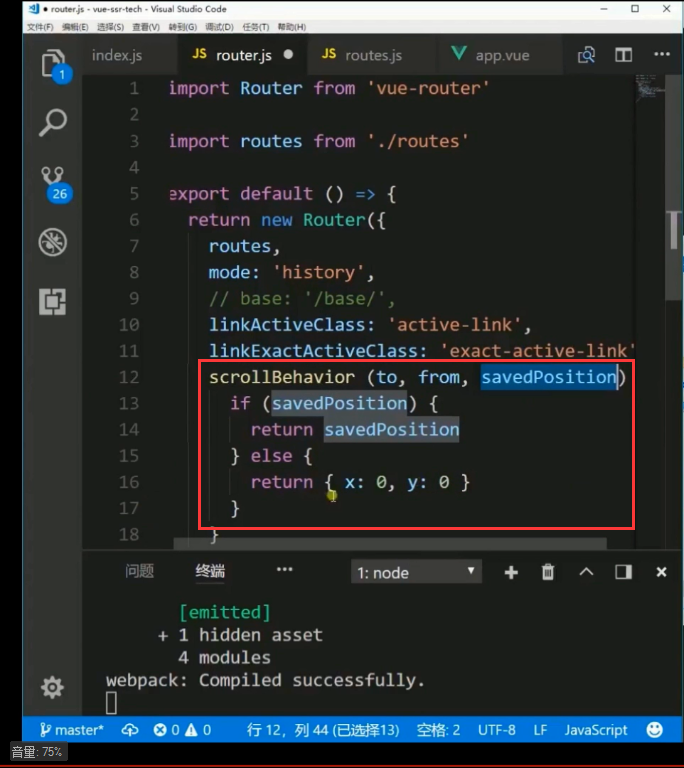 ● router.js - vue-ssr-tech - Visual Studio Code
文件(F) 编辑(E) 选择(S) 查看(V) 转到(G) 调试(D) 任务(T) 帮助(H)
index.js JS router.js ● JS routes.js app.vue
1 import Router from 'vue-router'
2
3 import routes from './routes'
4
5 export default () => {
6 return new Router({
7 routes,
8 mode: 'history',
9 // base: '/base/',
10 linkActiveClass: 'active-link',
11 linkExactActiveClass: 'exact-active-link'
12 scrollBehavior (to, from, savedPosition)
13 if (savedPosition) {
14 return savedPosition
15 } else {
16 return { x: 0, y: 0 }
17 }
18 }
1
26
问题 终端 ··· 1: node
[emitted]
+ 1 hidden asset
4 modules
webpack: Compiled successfully.
master* 0 0 行 12，列 44 (已选择13) 空格: 2 UTF-8 LF JavaScript
音量: 75%